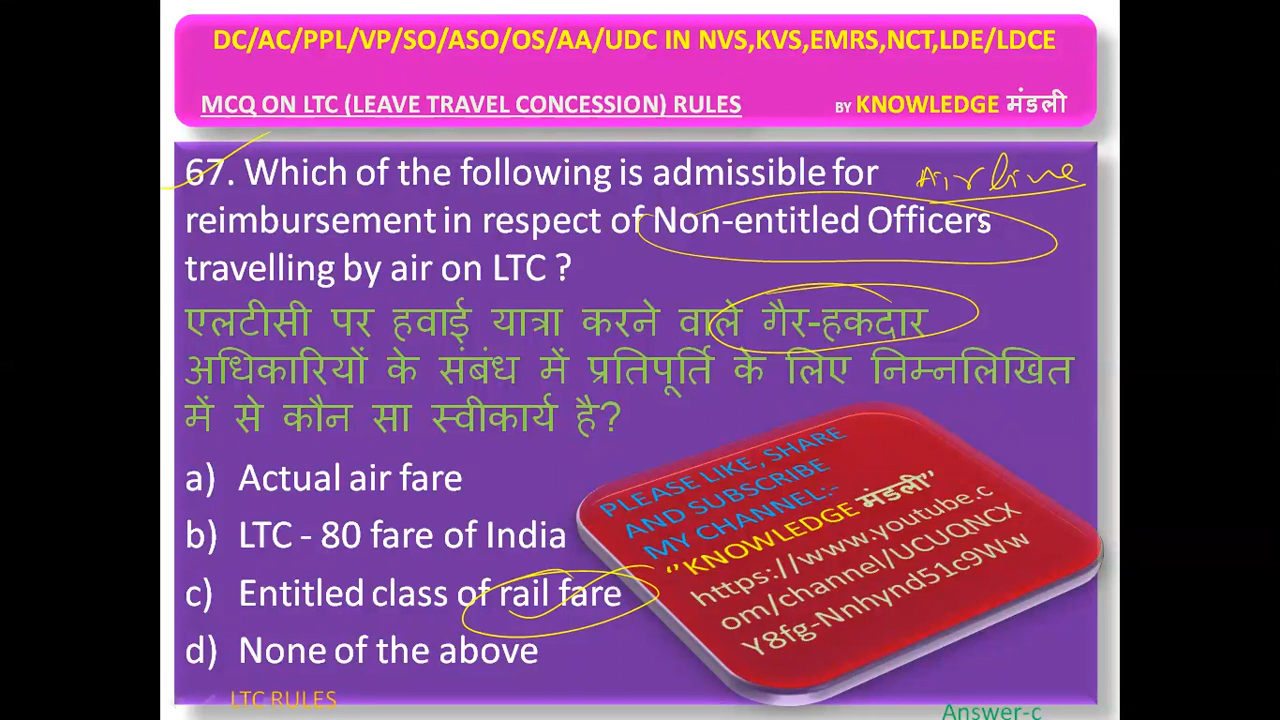 DC/AC/PPL/VP/SO/ASO/OS/AA/UDC IN NVS,KVS,EMRS,NCT,LDE/LDCE
MCQ ON LTC (LEAVE TRAVEL CONCESSION) RULES BY KNOWLEDGE मंडली
67. Which of the following is admissible for
Airline
reimbursement in respect of Non-entitled Officers
travelling by air on LTC ?
एलटीसी पर हवाई यात्रा करने वाले गैर-हकदार
अधिकारियों के संबंध में प्रतिपूर्ति के लिए निम्नलिखित
में से कौन सा स्वीकार्य है?
a) Actual air fare
b) LTC - 80 fare of India
c) Entitled class of rail fare
d) None of the above
PLEASE LIKE, SHARE
AND SUBSCRIBE
MY CHANNEL:-
“KNOWLEDGE मंडली”
https://www.youtube.c
om/channel/UCUQNCX
Y8fg-Nnhynd51c9Ww
LTC RULES
Answer-c